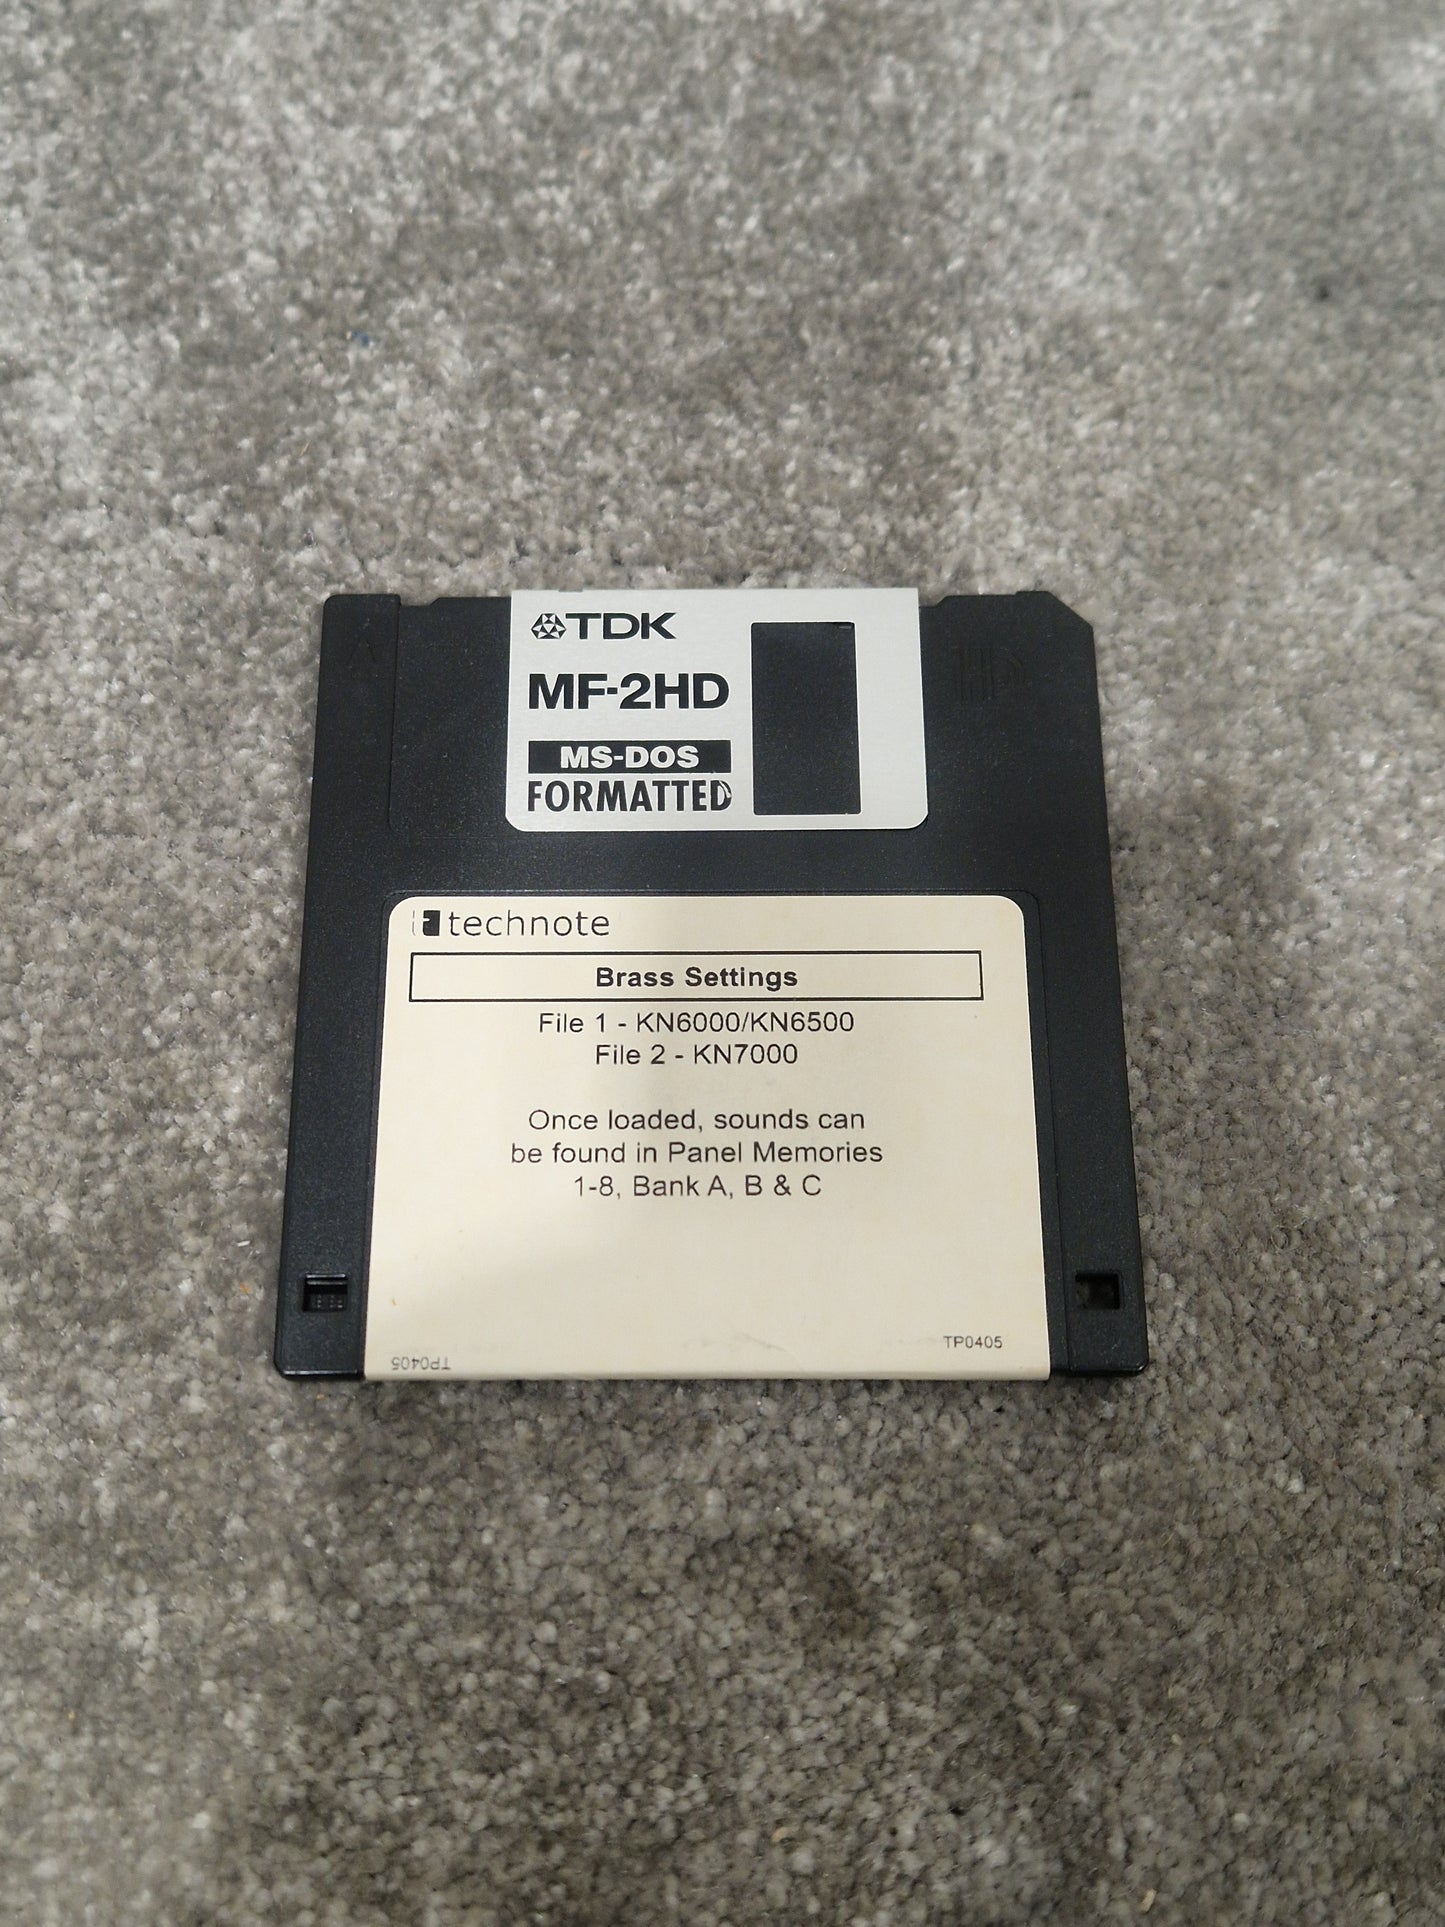 TDK
MF-2HD
MS-DOS
FORMATTED
HD
technote
Brass Settings
File 1 - KN6000/KN6500
File 2 - KN7000
Once loaded, sounds can
be found in Panel Memories
1-8, Bank A, B & C
TP0405
TP0405